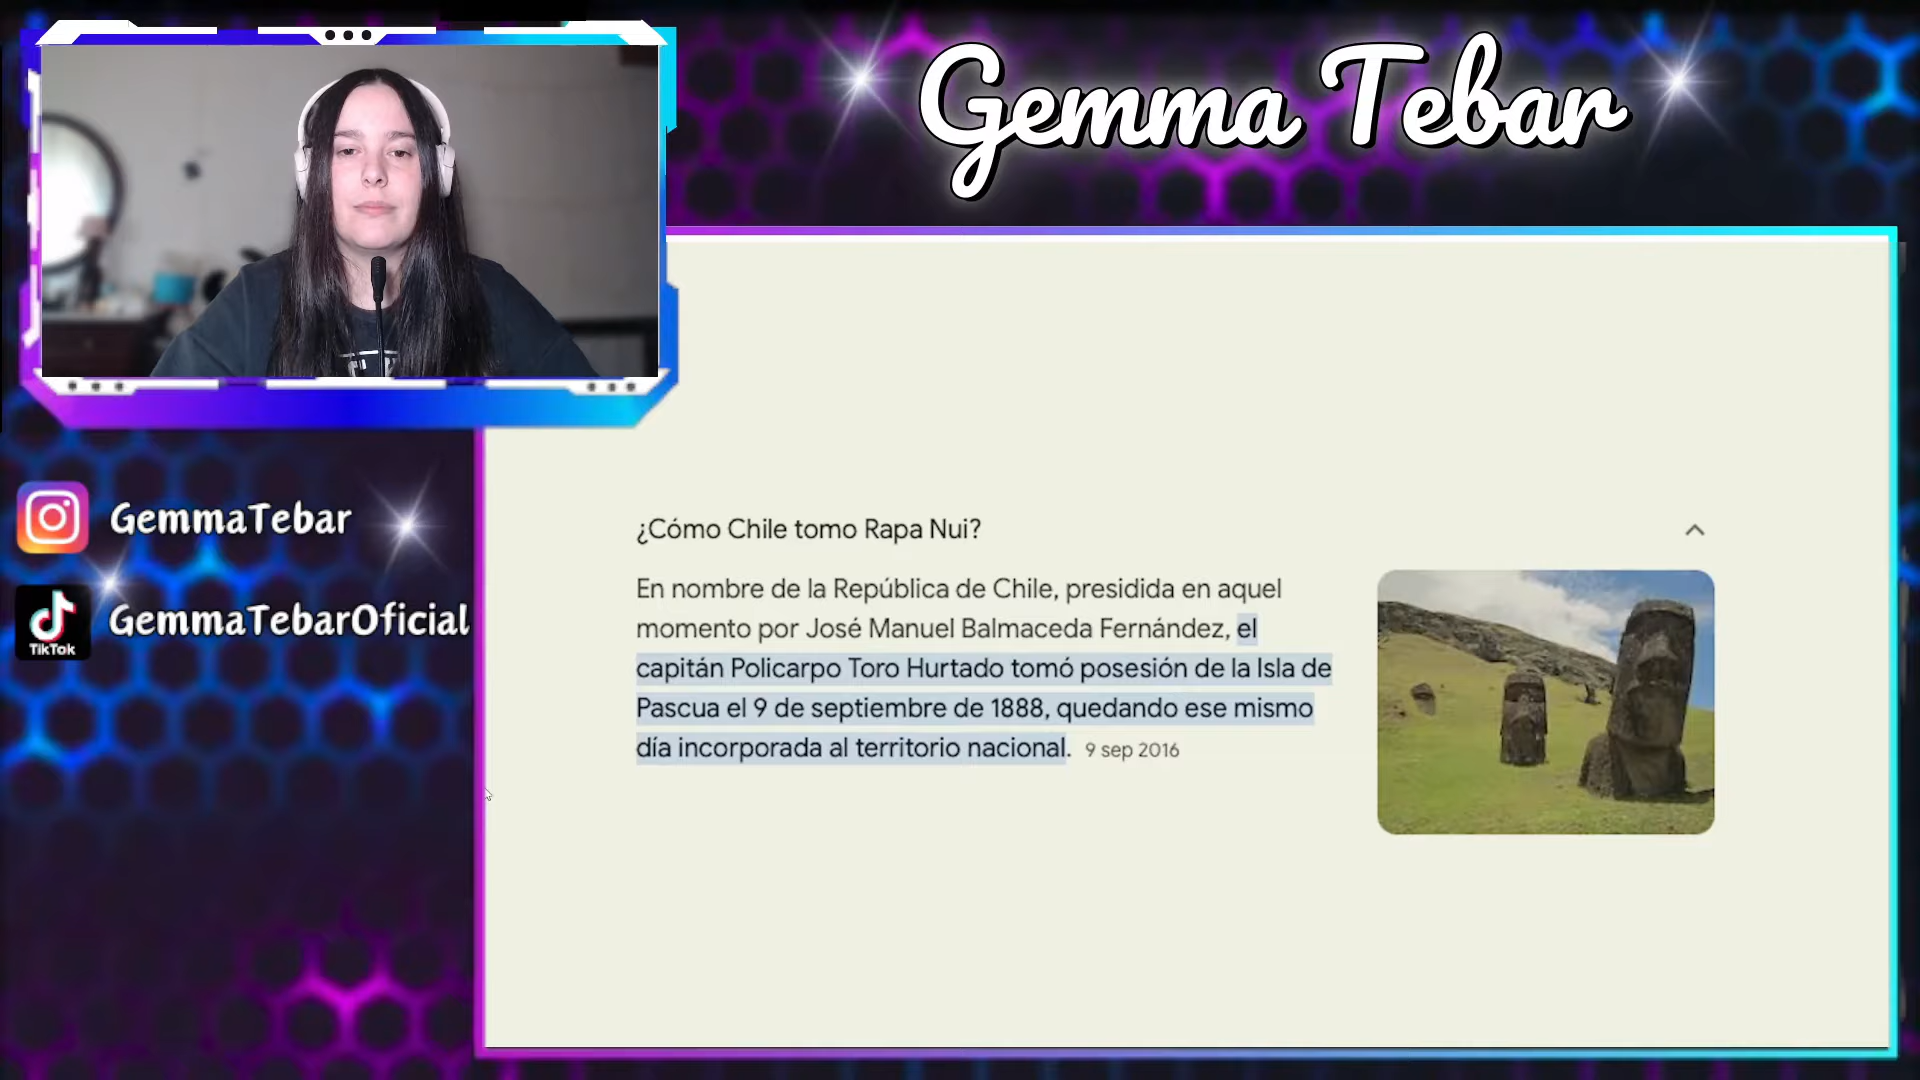 Gemma Tebar
GemmaTebar
TikTok
GemmaTebarOficial
¿Cómo Chile tomo Rapa Nui?
En nombre de la República de Chile, presidida en aquel
momento por José Manuel Balmaceda Fernández, el
capitán Policarpo Toro Hurtado tomó posesión de la Isla de
Pascua el 9 de septiembre de 1888, quedando ese mismo
día incorporada al territorio nacional. 9 sep 2016